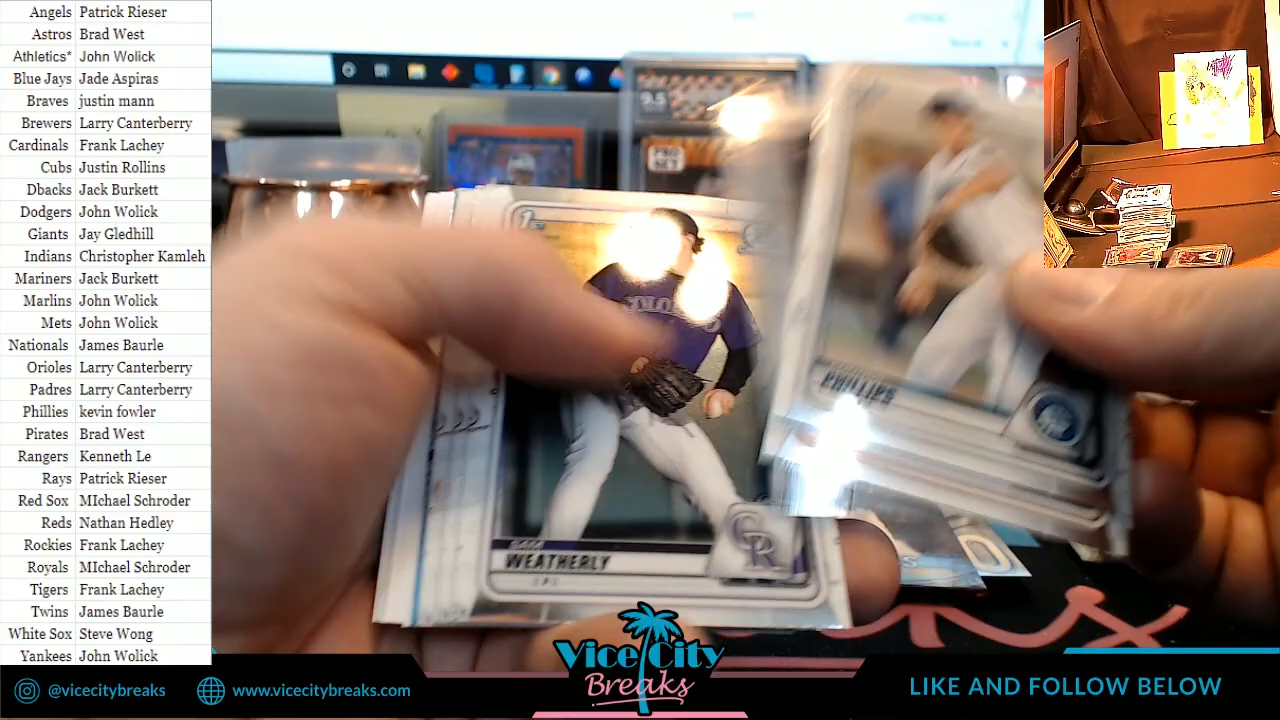 Angels Patrick Rieser
Astros Brad West
Athletics* John Wolick
Blue Jays Jade Aspiras
Braves justin mann
Brewers Larry Canterberry
Cardinals Frank Lachey
Cubs Justin Rollins
Dbacks Jack Burkett
Dodgers John Wolick
Giants Jay Gledhill
Indians Christopher Kamleh
Mariners Jack Burkett
Marlins John Wolick
Mets John Wolick
Nationals James Baurle
Orioles Larry Canterberry
Padres Larry Canterberry
Phillies kevin fowler
Pirates Brad West
Rangers Kenneth Le
Rays Patrick Rieser
Red Sox MIchael Schroder
Reds Nathan Hedley
Rockies Frank Lachey
Royals MIchael Schroder
Tigers Frank Lachey
Twins James Baurle
White Sox Steve Wong
Yankees John Wolick
9.5
1ST
COLORADO
PHILLIPS
SAM
WEATHERLY
CR
@vicecitybreaks
www.vicecitybreaks.com
Vice City
Breaks
LIKE AND FOLLOW BELOW